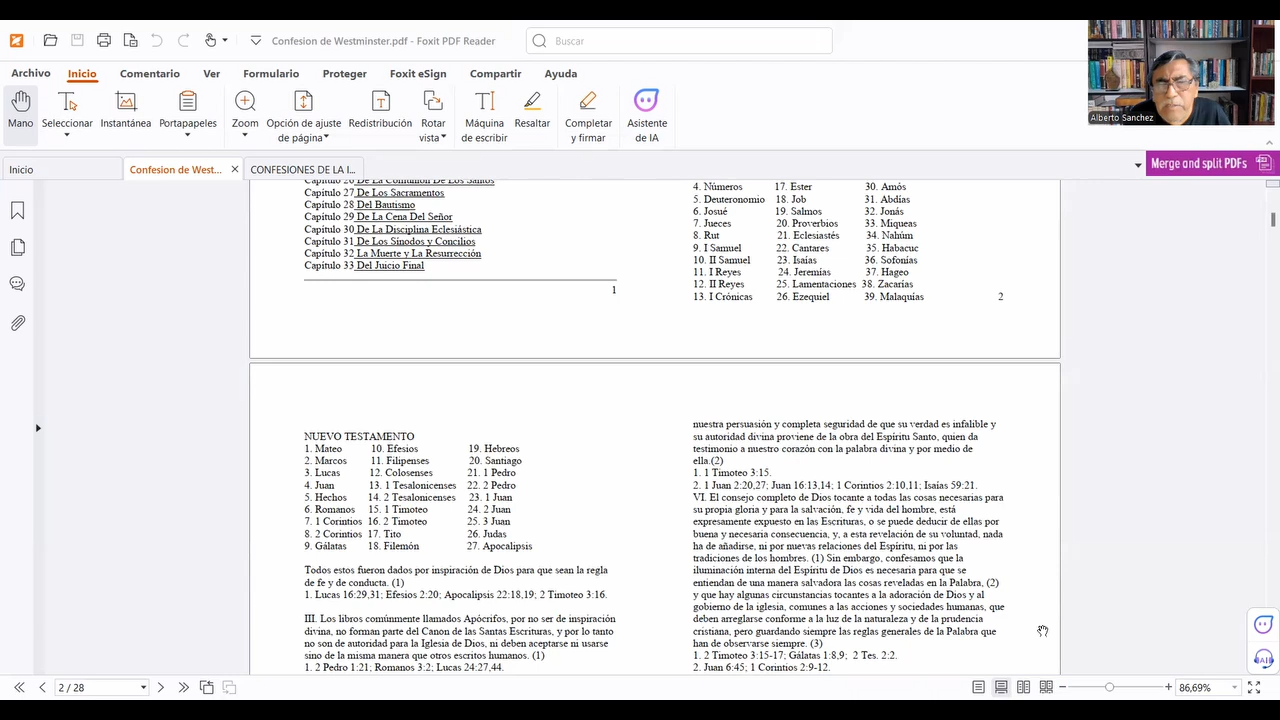 Confesion de Westminster.pdf - Foxit PDF Reader
Buscar
Archivo Inicio Comentario Ver Formulario Proteger Foxit eSign Compartir Ayuda
Mano
Seleccionar
Instantánea
Portapapeles
Zoom
Opción de ajuste
de página
Redistribución
Rotar
vista
Máquina
de escribir
Resaltar
Completar
y firmar
Asistente
de IA
Alberto Sanchez
Inicio
Confesion de West...
CONFESIONES DE LA I...
Merge and split PDFs
Capítulo 26 De La Comunión De Los Santos
Capítulo 27 De Los Sacramentos
Capítulo 28 Del Bautismo
Capítulo 29 De La Cena Del Señor
Capítulo 30 De La Disciplina Eclesiástica
Capítulo 31 De Los Sínodos y Concilios
Capítulo 32 La Muerte y La Resurrección
Capítulo 33 Del Juicio Final
1
4. Números 17. Ester 30. Amós
5. Deuteronomio 18. Job 31. Abdías
6. Josué 19. Salmos 32. Jonás
7. Jueces 20. Proverbios 33. Miqueas
8. Rut 21. Eclesiastés 34. Nahúm
9. I Samuel 22. Cantares 35. Habacuc
10. II Samuel 23. Isaías 36. Sofonías
11. I Reyes 24. Jeremías 37. Hageo
12. II Reyes 25. Lamentaciones 38. Zacarías
13. I Crónicas 26. Ezequiel 39. Malaquías 2
NUEVO TESTAMENTO
1. Mateo 10. Efesios 19. Hebreos
2. Marcos 11. Filipenses 20. Santiago
3. Lucas 12. Colosenses 21. 1 Pedro
4. Juan 13. 1 Tesalonicenses 22. 2 Pedro
5. Hechos 14. 2 Tesalonicenses 23. 1 Juan
6. Romanos 15. 1 Timoteo 24. 2 Juan
7. 1 Corintios 16. 2 Timoteo 25. 3 Juan
8. 2 Corintios 17. Tito 26. Judas
9. Gálatas 18. Filemón 27. Apocalipsis
Todos estos fueron dados por inspiración de Dios para que sean la regla
de fe y de conducta. (1)
1. Lucas 16:29,31; Efesios 2:20; Apocalipsis 22:18,19; 2 Timoteo 3:16.
III. Los libros comúnmente llamados Apócrifos, por no ser de inspiración
divina, no forman parte del Canon de las Santas Escrituras, y por lo tanto
no son de autoridad para la Iglesia de Dios, ni deben aceptarse ni usarse
sino de la misma manera que otros escritos humanos. (1)
1. 2 Pedro 1:21; Romanos 3:2; Lucas 24:27,44.
nuestra persuasión y completa seguridad de que su verdad es infalible y
su autoridad divina proviene de la obra del Espíritu Santo, quien da
testimonio a nuestro corazón con la palabra divina y por medio de
ella.(2)
1. 1 Timoteo 3:15.
2. 1 Juan 2:20,27; Juan 16:13,14; 1 Corintios 2:10,11; Isaías 59:21.
VI. El consejo completo de Dios tocante a todas las cosas necesarias para
su propia gloria y para la salvación, fe y vida del hombre, está
expresamente expuesto en las Escrituras, o se puede deducir de ellas por
buena y necesaria consecuencia, y, a esta revelación de su voluntad, nada
ha de añadirse, ni por nuevas relaciones del Espíritu, ni por las
tradiciones de los hombres. (1) Sin embargo, confesamos que la
iluminación interna del Espíritu de Dios es necesaria para que se
entiendan de una manera salvadora las cosas reveladas en la Palabra, (2)
y que hay algunas circunstancias tocantes a la adoración de Dios y al
gobierno de la iglesia, comunes a las acciones y sociedades humanas, que
deben arreglarse conforme a la luz de la naturaleza y de la prudencia
cristiana, pero guardando siempre las reglas generales de la Palabra que
han de observarse siempre. (3)
1. 2 Timoteo 3:15-17; Gálatas 1:8,9; 2 Tes. 2:2.
2. Juan 6:45; 1 Corintios 2:9-12.
2 / 28
86,69%